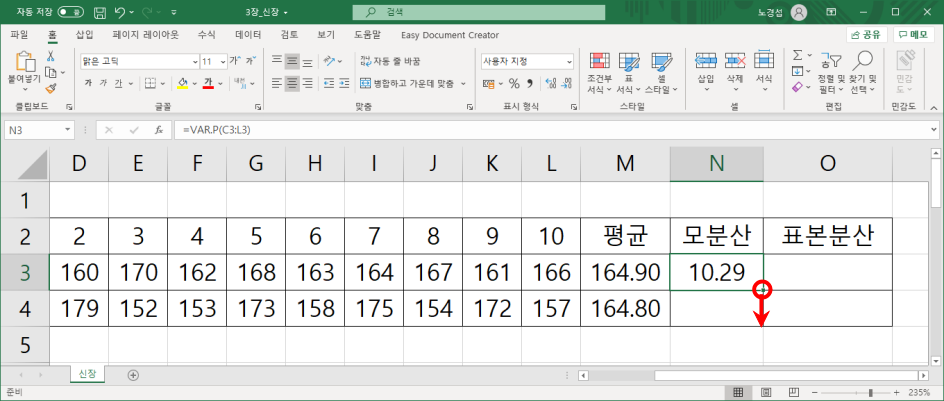 자동 저장 3장_신장 검색 노경섭
파일 홈 삽입 페이지 레이아웃 수식 데이터 검토 보기 도움말 Easy Document Creator 공유 메모
붙여넣기
맑은 고딕 11 가^ 가ˇ
가 가 가
가 가
자동 줄 바꿈
병합하고 가운데 맞춤
사용자 지정
% ,
조건부 서식
표 서식
셀 스타일
삽입 삭제 서식
정렬 및 필터
찾기 및 선택
민감도
클립보드 글꼴 맞춤 표시 형식 스타일 셀 편집 민감도
N3 fx =VAR.P(C3:L3)
D E F G H I J K L M N O
1
2 2 3 4 5 6 7 8 9 10 평균 모분산 표본분산
3 160 170 162 168 163 164 167 161 166 164.90 10.29
4 179 152 153 173 158 175 154 172 157 164.80
5
신장
준비 235%